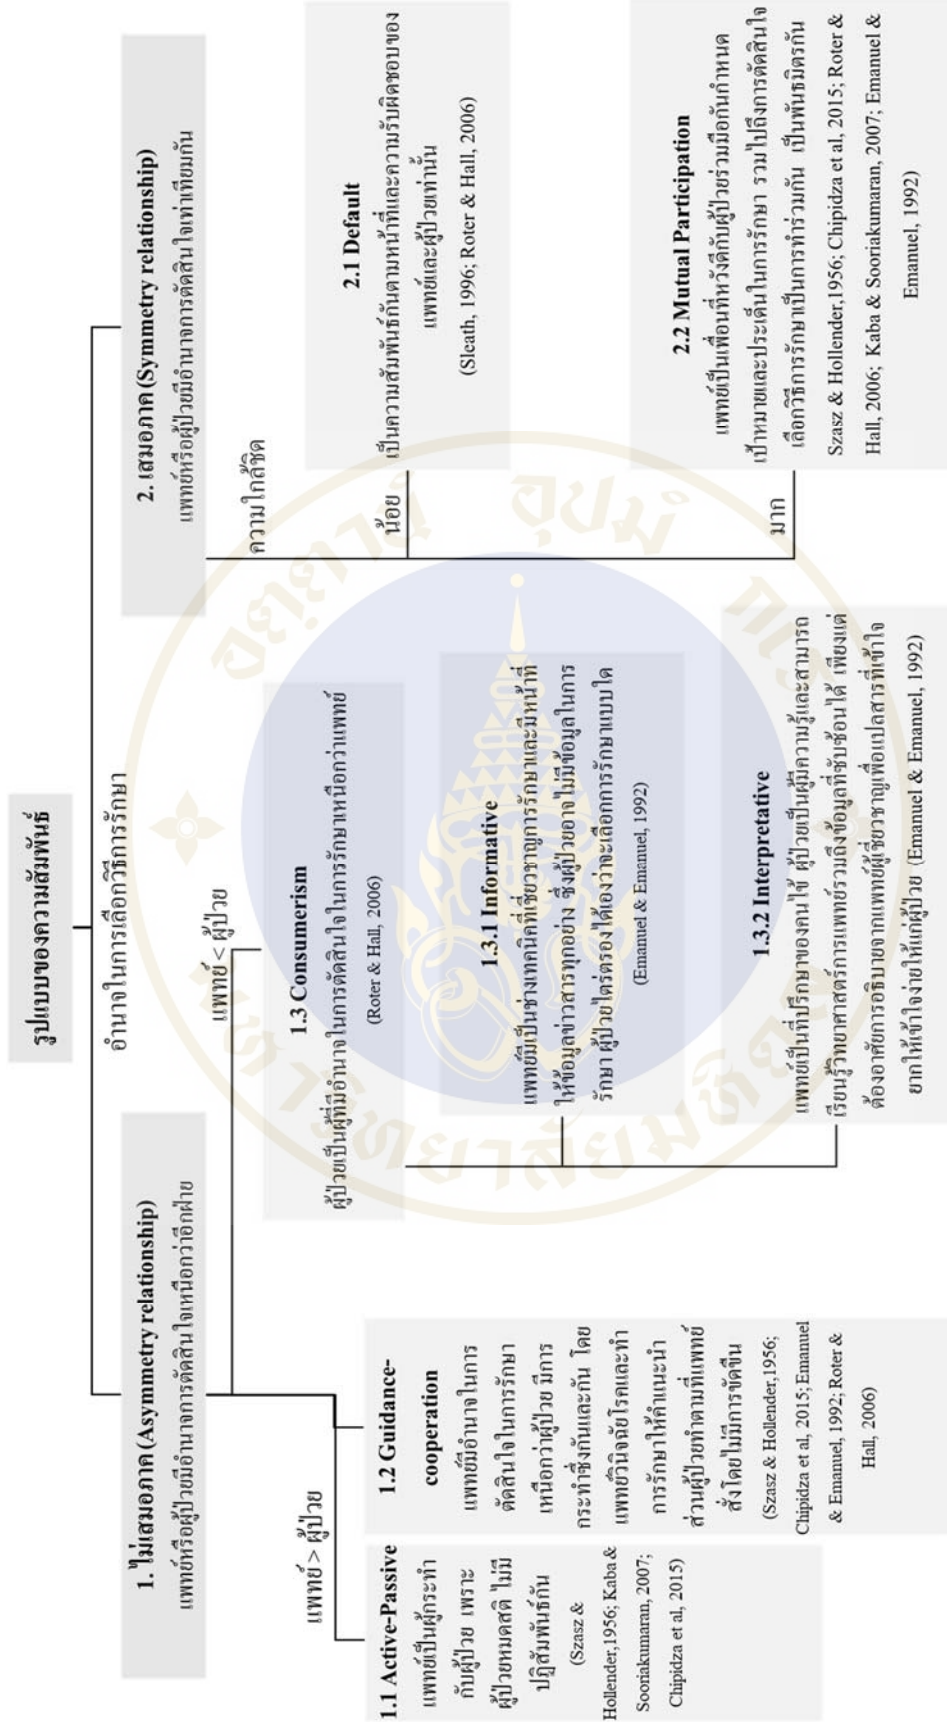 รูปแบบของความสัมพันธ์
อำนาจในการเลือกวิธีการรักษา
1. ไม่เสมอภาค (Asymmetry relationship)
แพทย์หรือผู้ป่วยมีอำนาจการตัดสินใจเหนือกว่าอีกฝ่าย
แพทย์ > ผู้ป่วย
1.1 Active-Passive
แพทย์เป็นผู้กระทำ
กับผู้ป่วย เพราะ
ผู้ป่วยหมดสติ ไม่มี
ปฏิสัมพันธ์กัน
(Szasz &
Hollender,1956; Kaba &
Sooriakumaran, 2007;
Chipidza et al, 2015)
1.2 Guidance-
cooperation
แพทย์มีอำนาจในการ
ตัดสินใจในการรักษา
เหนือกว่าผู้ป่วย มีการ
กระทำซึ่งกันและกัน โดย
แพทย์วินิจฉัยโรคและทำ
การรักษาให้คำแนะนำ
ส่วนผู้ป่วยทำตามที่แพทย์
สั่งโดยไม่มีการขัดขืน
(Szasz & Hollender,1956;
Chipidza et al, 2015; Emanuel
& Emanuel, 1992; Roter &
Hall, 2006)
แพทย์ < ผู้ป่วย
1.3 Consumerism
ผู้ป่วยเป็นผู้ที่มีอำนาจในการตัดสินใจในการรักษาเหนือกว่าแพทย์
(Roter & Hall, 2006)
1.3.1 Informative
แพทย์เป็นช่างเทคนิคที่เชี่ยวชาญการรักษาและมีหน้าที่
ให้ข้อมูลข่าวสารทุกอย่าง ซึ่งผู้ป่วยอาจไม่มีข้อมูลในการ
รักษา ผู้ป่วยไตร่ตรองได้เองว่าจะเลือกการรักษาแบบใด
(Emanuel & Emanuel, 1992)
1.3.2 Interpretative
แพทย์เป็นที่ปรึกษาของคนไข้ ผู้ป่วยเป็นผู้มีความรู้และสามารถ
เรียนรู้วิทยาศาสตร์การแพทย์รวมถึงข้อมูลที่ซับซ้อนได้ เพียงแต่
ต้องอาศัยการอธิบายจากแพทย์ผู้เชี่ยวชาญเพื่อแปลสารที่เข้าใจ
ยากให้เข้าใจง่ายให้แก่ผู้ป่วย (Emanuel & Emanuel, 1992)
2. เสมอภาค (Symmetry relationship)
แพทย์หรือผู้ป่วยมีอำนาจการตัดสินใจเท่าเทียมกัน
ความใกล้ชิด
น้อย
2.1 Default
เป็นความสัมพันธ์กันตามหน้าที่และความรับผิดชอบของ
แพทย์และผู้ป่วยเท่านั้น
(Sleath, 1996; Roter & Hall, 2006)
มาก
2.2 Mutual Participation
แพทย์เป็นเพื่อนที่หวังดีกับผู้ป่วยร่วมมือกันกำหนด
เป้าหมายและประเด็นในการรักษา รวมไปถึงการตัดสินใจ
เลือกวิธีการรักษาเป็นการทำร่วมกัน เป็นพันธมิตรกัน
Szasz & Hollender,1956; Chipidza et al, 2015; Roter &
Hall, 2006; Kaba & Sooriakumaran, 2007; Emanuel &
Emanuel, 1992)
มหาวิทยาลัยมหิดล
อตฺตานํ อุปมํ กเร